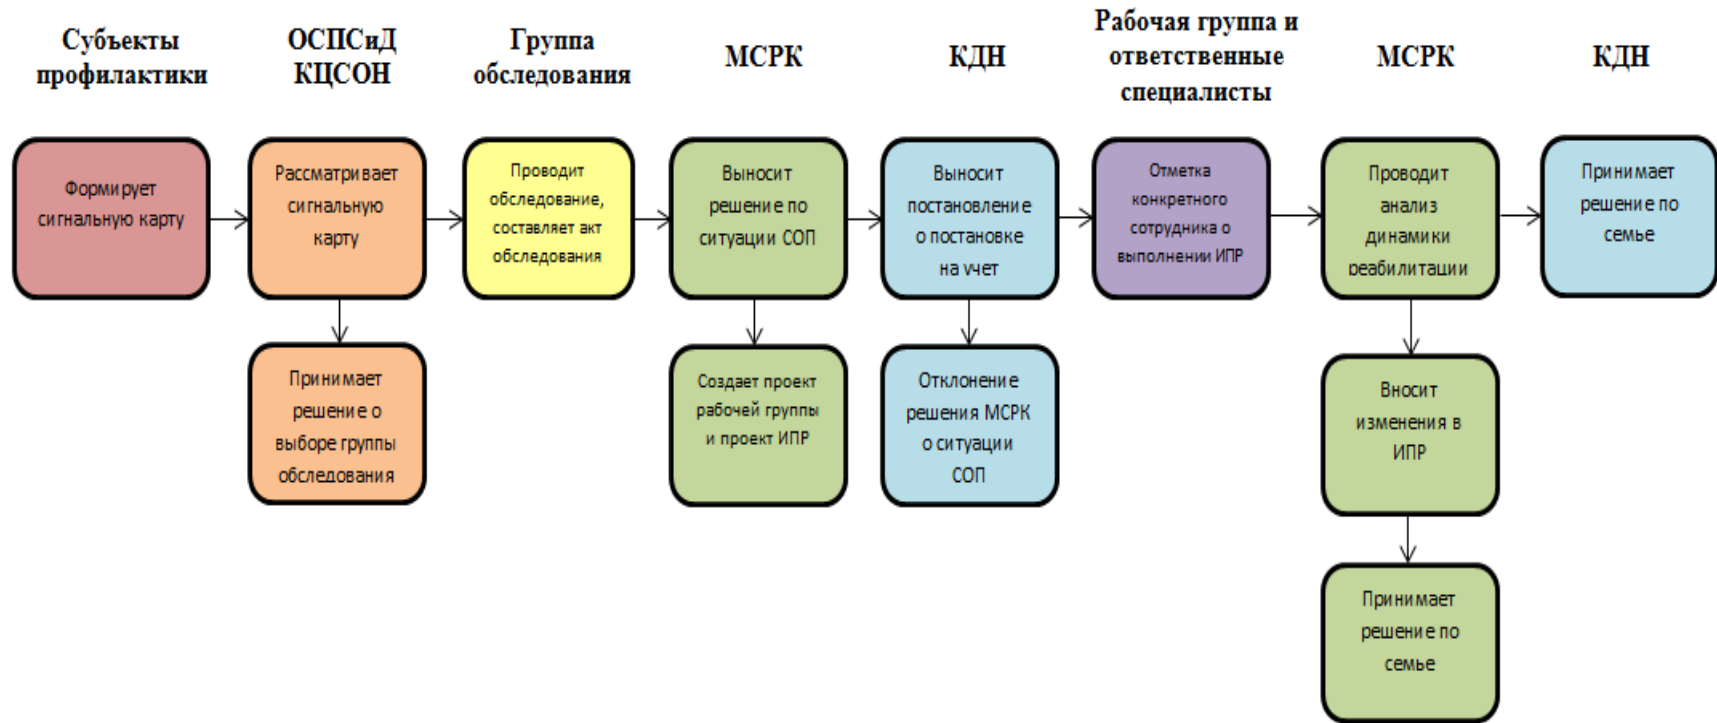 Субъекты
профилактики
ОСПСиД
КЦСОН
Группа
обследования
МСРК
КДН
Рабочая группа и
ответственные
специалисты
МСРК
КДН
Формирует
сигнальную карту
Рассматривает
сигнальную
карту
Проводит
обследование,
составляет акт
обследования
Выносит
решение по
ситуации СОП
Выносит
постановление
о постановке
на учет
Отметка
конкретного
сотрудника о
выполнении ИПР
Проводит
анализ
динамики
реабилитации
Принимает
решение по
семье
Принимает
решение о
выборе группы
обследования
Создает проект
рабочей группы
и проект ИПР
Отклонение
решения МСРК
о ситуации
СОП
Вносит
изменения в
ИПР
Принимает
решение по
семье